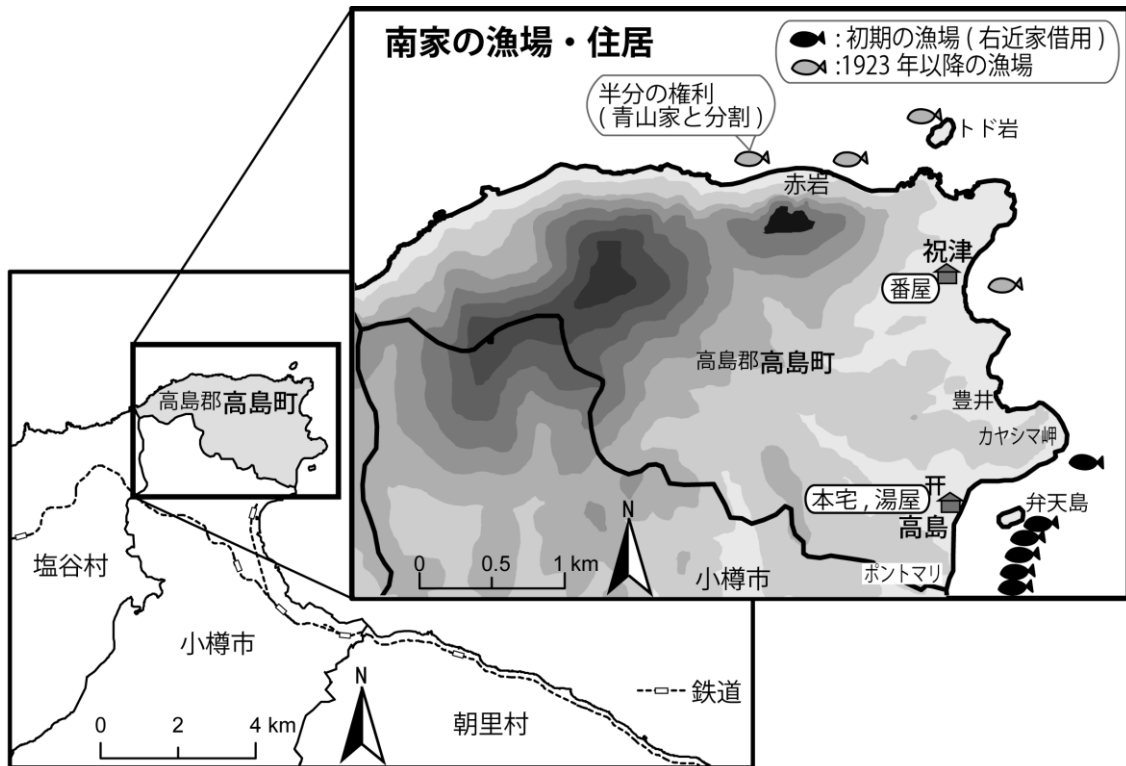 南家の漁場・住居
:初期の漁場(右近家借用)
:1923年以降の漁場
半分の権利
(青山家と分割)
トド岩
赤岩
祝津
番屋
高島郡高島町
豊井
カヤシマ岬
本宅,湯屋
高島
弁天島
ポントマリ
小樽市
N
0 0.5 1 km
高島郡高島町
塩谷村
小樽市
朝里村
鉄道
N
0 2 4 km